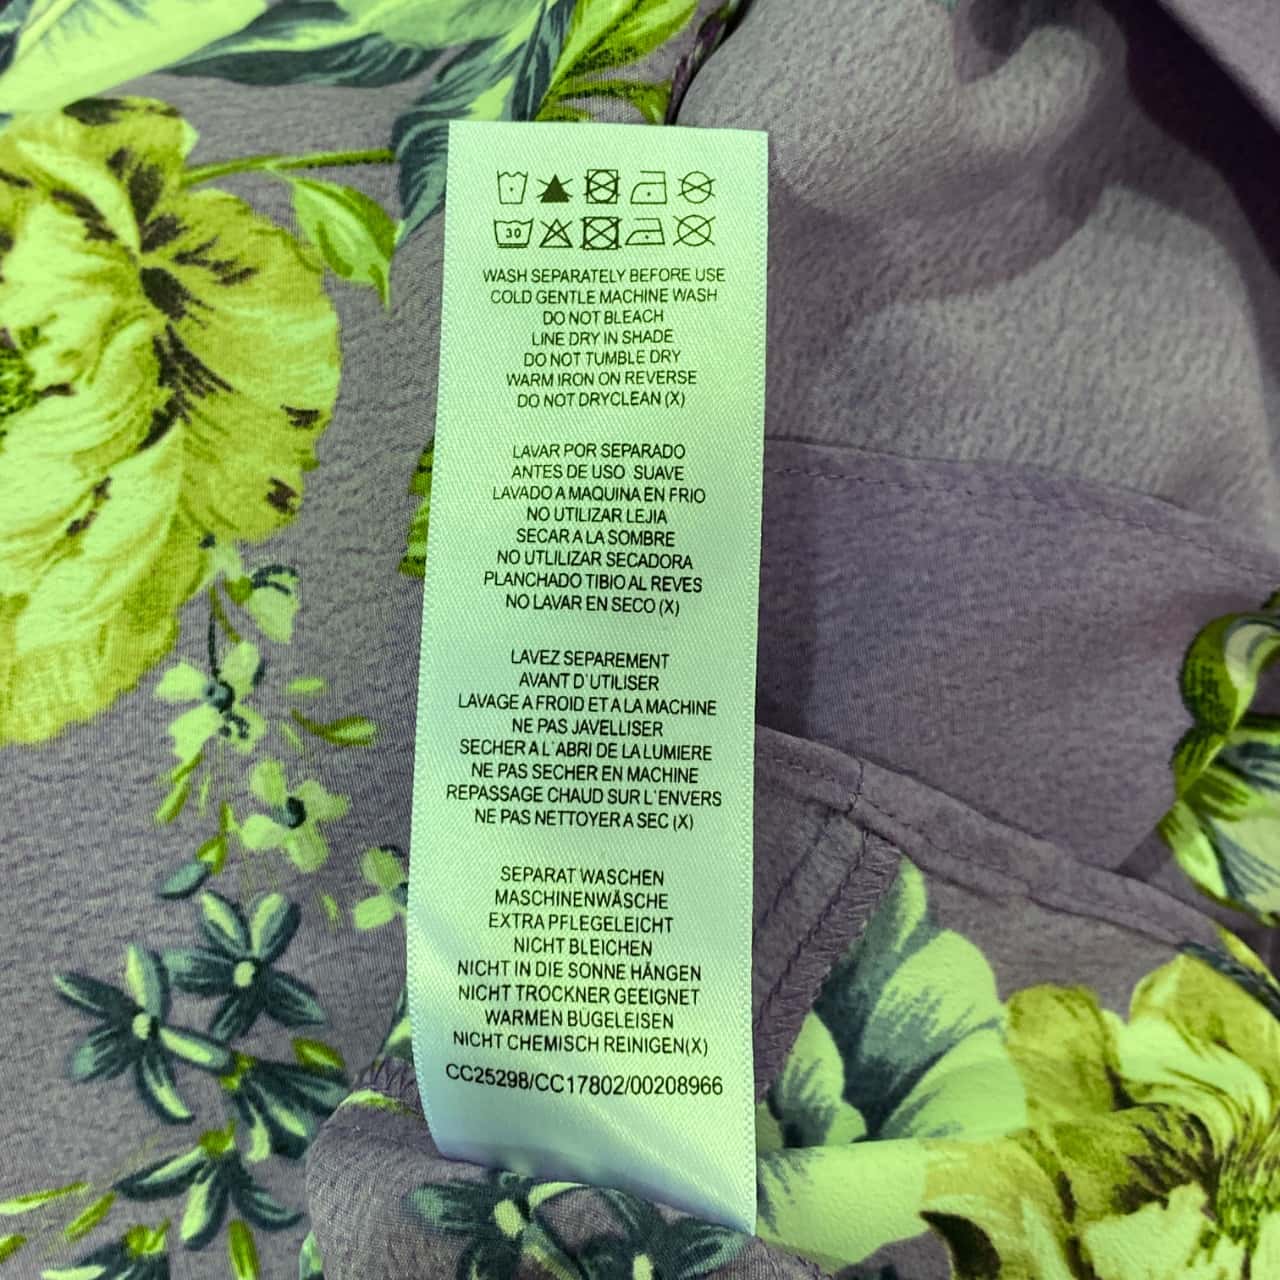 30
WASH SEPARATELY BEFORE USE
COLD GENTLE MACHINE WASH
DO NOT BLEACH
LINE DRY IN SHADE
DO NOT TUMBLE DRY
WARM IRON ON REVERSE
DO NOT DRYCLEAN (X)
LAVAR POR SEPARADO
ANTES DE USO SUAVE
LAVADO A MAQUINA EN FRIO
NO UTILIZAR LEJIA
SECAR A LA SOMBRE
NO UTLILIZAR SECADORA
PLANCHADO TIBIO AL REVES
NO LAVAR EN SECO (X)
LAVEZ SEPAREMENT
AVANT D'UTILISER
LAVAGE A FROID ET A LA MACHINE
NE PAS JAVELLISER
SECHER A L'ABRI DE LA LUMIERE
NE PAS SECHER EN MACHINE
REPASSAGE CHAUD SUR L'ENVERS
NE PAS NETTOYER A SEC (X)
SEPARAT WASCHEN
MASCHINENWÄSCHE
EXTRA PFLEGELEICHT
NICHT BLEICHEN
NICHT IN DIE SONNE HÄNGEN
NICHT TROCKNER GEEIGNET
WARMEN BUGELEISEN
NICHT CHEMISCH REINIGEN(X)
CC25298/CC17802/00208966